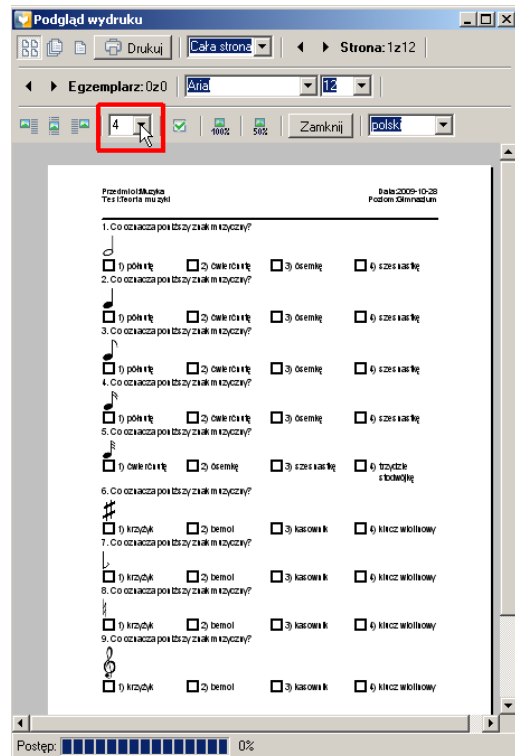 Podgląd wydruku
Drukuj Cała strona Strona: 1z12
Egzemplarz: 0z0 Arial 12
4 100% 50% Zamknij polski
Przedmiot:Muzyka Data:2009-10-28
Test:Teoria muzyki Poziom:Gimnazjum
1. Co oznacza poniższy znak muzyczny?
1) półnutę 2) ćwierćnutę 3) ósemkę 4) szesnastkę
2. Co oznacza poniższy znak muzyczny?
1) półnutę 2) ćwierćnutę 3) ósemkę 4) szesnastkę
3. Co oznacza poniższy znak muzyczny?
1) półnutę 2) ćwierćnutę 3) ósemkę 4) szesnastkę
4. Co oznacza poniższy znak muzyczny?
1) półnutę 2) ćwierćnutę 3) ósemkę 4) szesnastkę
5. Co oznacza poniższy znak muzyczny?
1) ćwierćnutę 2) ósemkę 3) szesnastkę 4) trzydzie
stodwójkę
6. Co oznacza poniższy znak muzyczny?
1) krzyżyk 2) bemol 3) kasownik 4) klucz wiolinowy
7. Co oznacza poniższy znak muzyczny?
1) krzyżyk 2) bemol 3) kasownik 4) klucz wiolinowy
8. Co oznacza poniższy znak muzyczny?
1) krzyżyk 2) bemol 3) kasownik 4) klucz wiolinowy
9. Co oznacza poniższy znak muzyczny?
1) krzyżyk 2) bemol 3) kasownik 4) klucz wiolinowy
Postęp: 0%